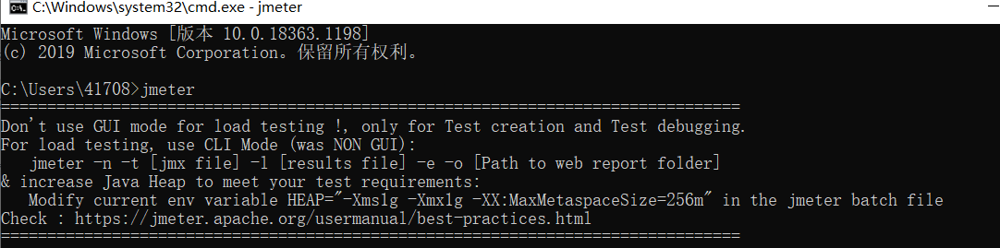 C:\Windows\system32\cmd.exe - jmeter
Microsoft Windows [版本 10.0.18363.1198]
(c) 2019 Microsoft Corporation。保留所有权利。
C:\Users\41708>jmeter
================================================================================
Don't use GUI mode for load testing !, only for Test creation and Test debugging.
For load testing, use CLI Mode (was NON GUI):
   jmeter -n -t [jmx file] -l [results file] -e -o [Path to web report folder]
& increase Java Heap to meet your test requirements:
   Modify current env variable HEAP="-Xms1g -Xmx1g -XX:MaxMetaspaceSize=256m" in the jmeter batch file
Check : https://jmeter.apache.org/usermanual/best-practices.html
================================================================================